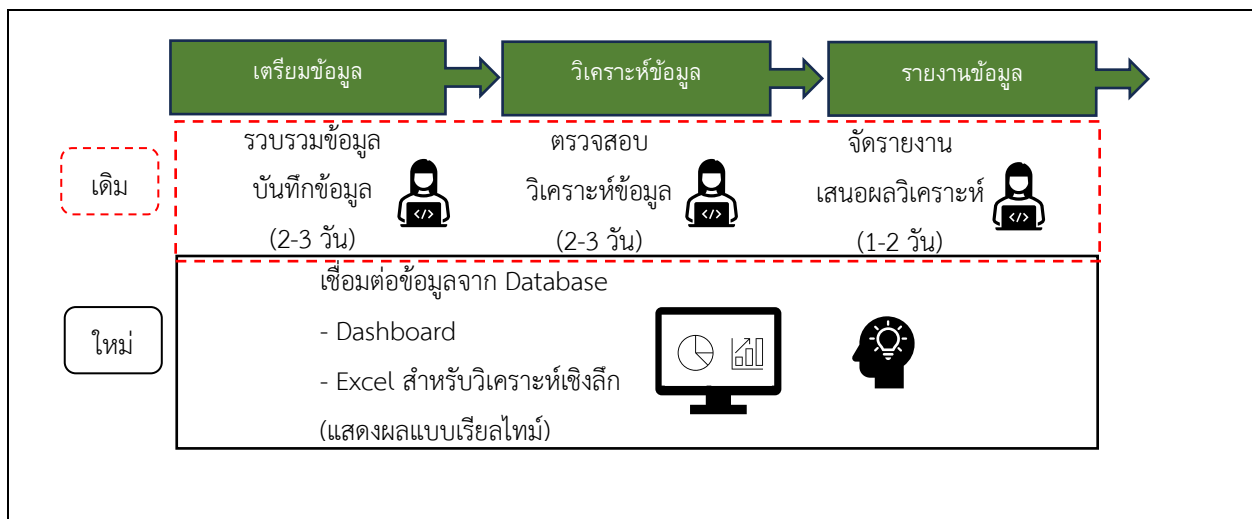 เตรียมข้อมูล
วิเคราะห์ข้อมูล
รายงานข้อมูล
เดิม
รวบรวมข้อมูล
บันทึกข้อมูล
(2-3 วัน)
ตรวจสอบ
วิเคราะห์ข้อมูล
(2-3 วัน)
จัดรายงาน
เสนอผลวิเคราะห์
(1-2 วัน)
ใหม่
เชื่อมต่อข้อมูลจาก Database
- Dashboard
- Excel สำหรับวิเคราะห์เชิงลึก
(แสดงผลแบบเรียลไทม์)